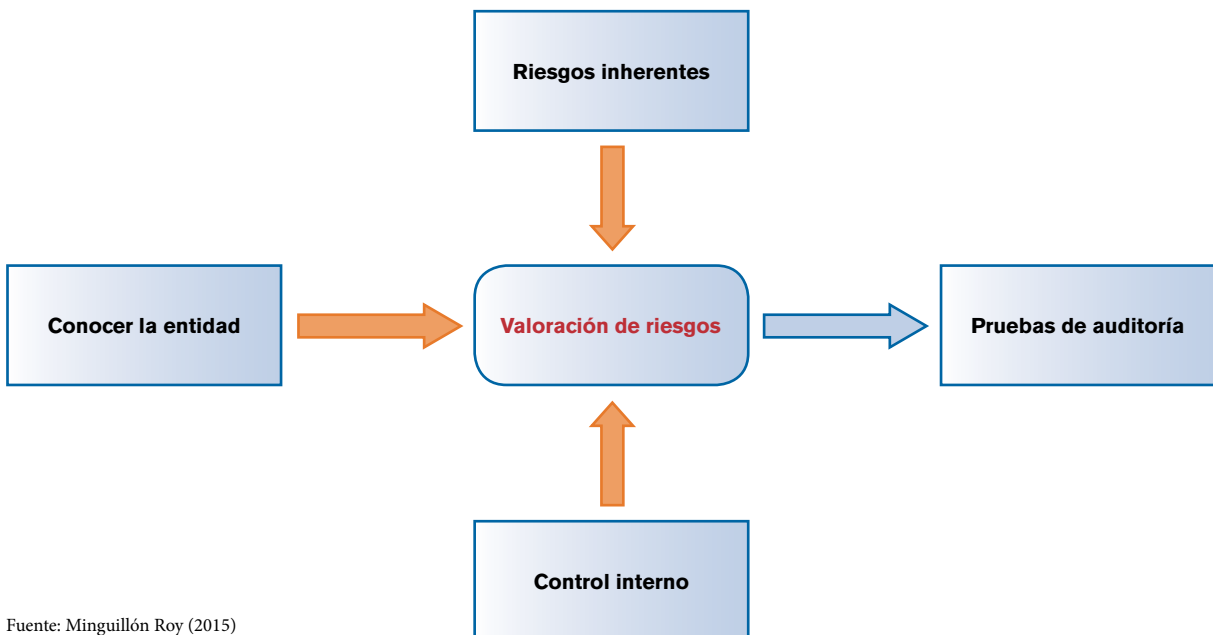 Riesgos inherentes
Conocer la entidad
Valoración de riesgos
Pruebas de auditoría
Control interno
Fuente: Minguillón Roy (2015)